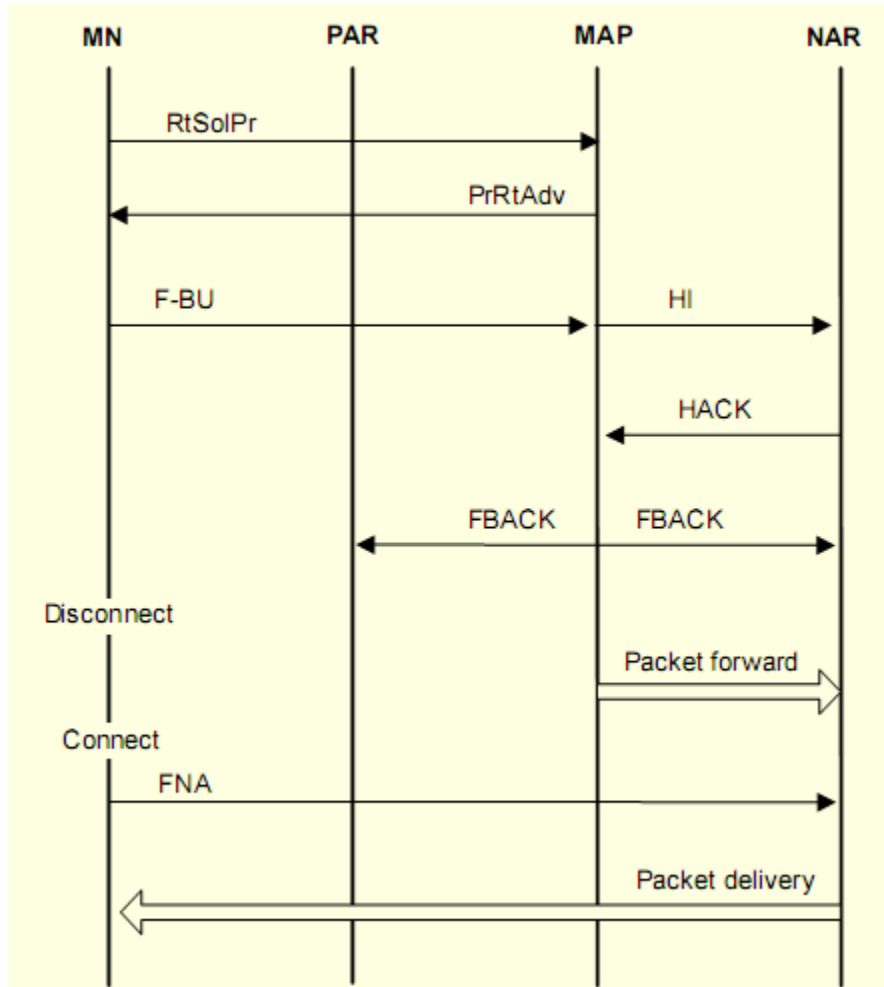 MN PAR MAP NAR
RtSolPr
PrRtAdv
F-BU HI
HACK
FBACK FBACK
Disconnect
Packet forward
Connect
FNA
Packet delivery